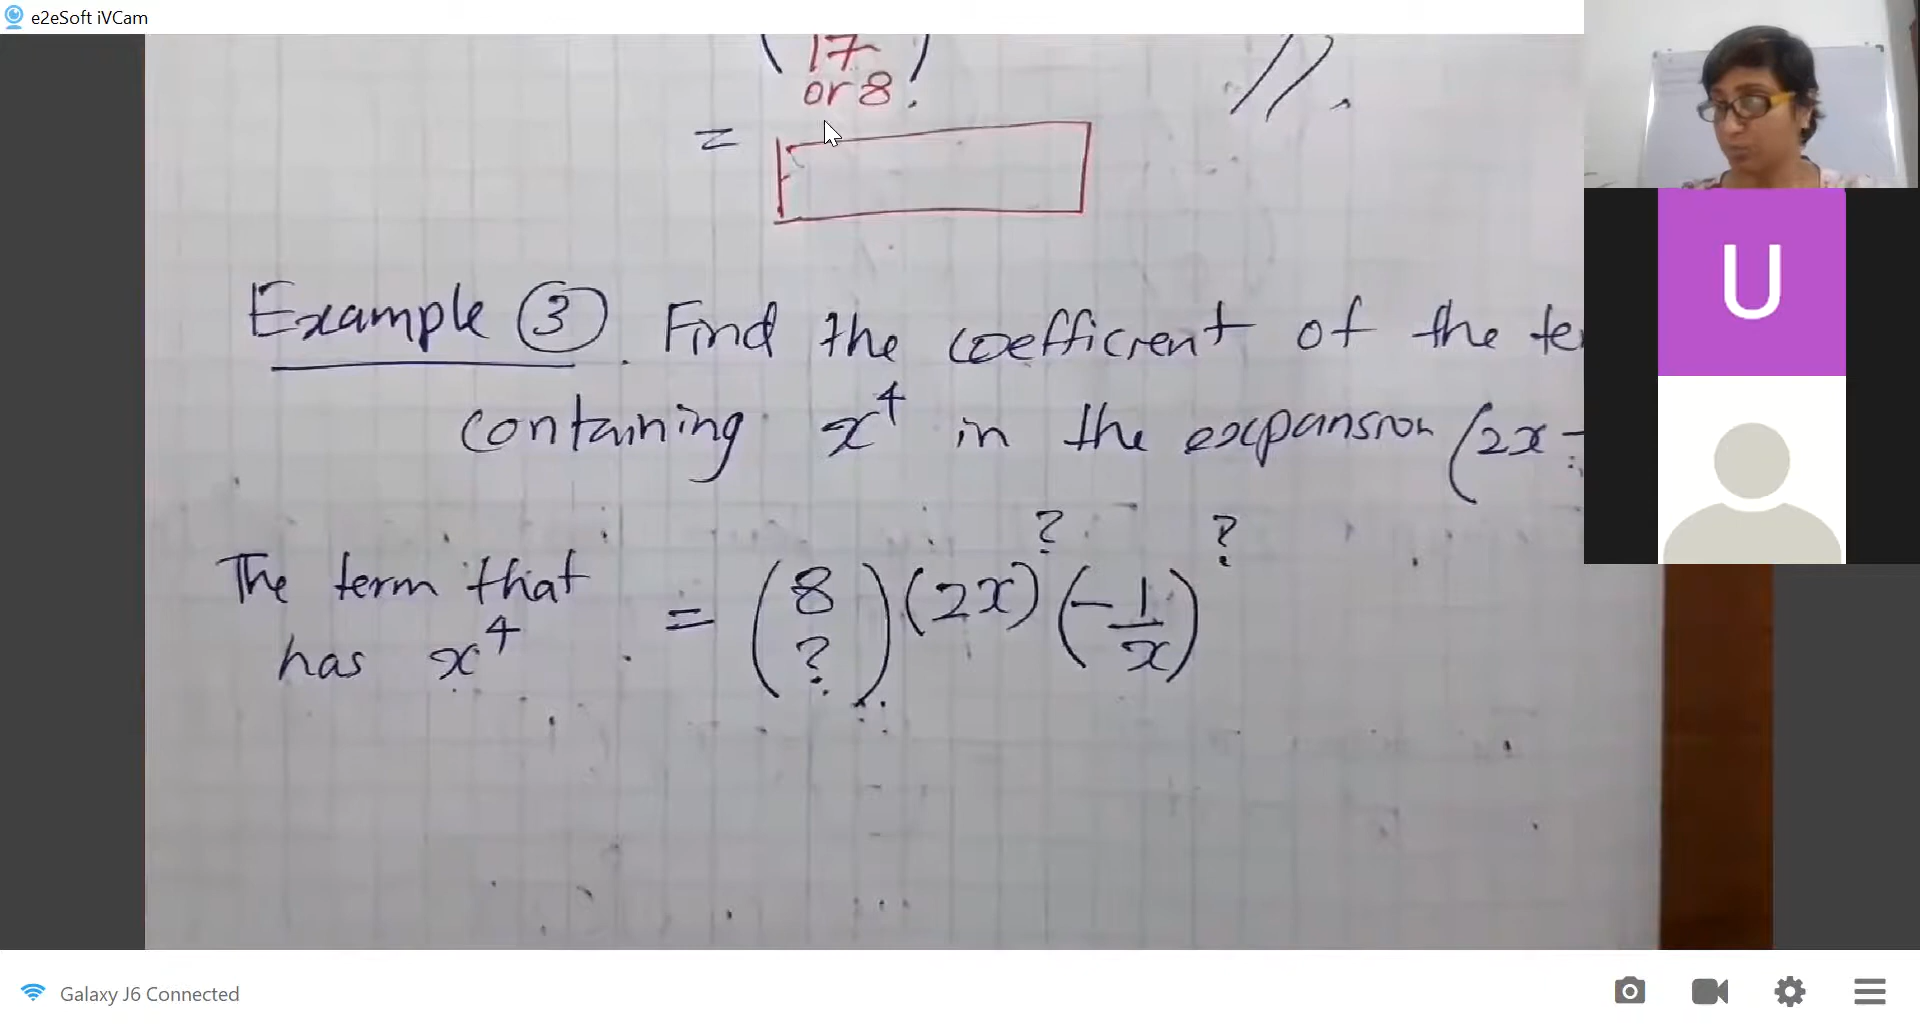 e2eSoft iVCam
( 17 )
or 8
=
Example ③. Find the coefficient of the te
containing x⁴ in the expansion (2x -
The term that has x⁴ = (8 ?) (2x)^? (-1/x)^?
U
Galaxy J6 Connected